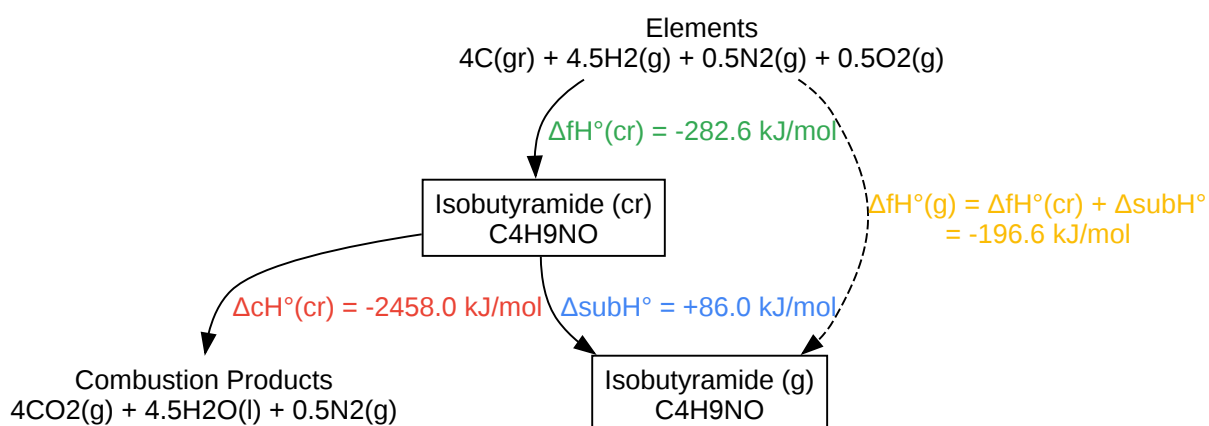 Elements
4C(gr) + 4.5H2(g) + 0.5N2(g) + 0.5O2(g)
ΔfH°(cr) = -282.6 kJ/mol
Isobutyramide (cr)
C4H9NO
ΔfH°(g) = ΔfH°(cr) + ΔsubH°
= -196.6 kJ/mol
ΔcH°(cr) = -2458.0 kJ/mol
ΔsubH° = +86.0 kJ/mol
Combustion Products
4CO2(g) + 4.5H2O(l) + 0.5N2(g)
Isobutyramide (g)
C4H9NO